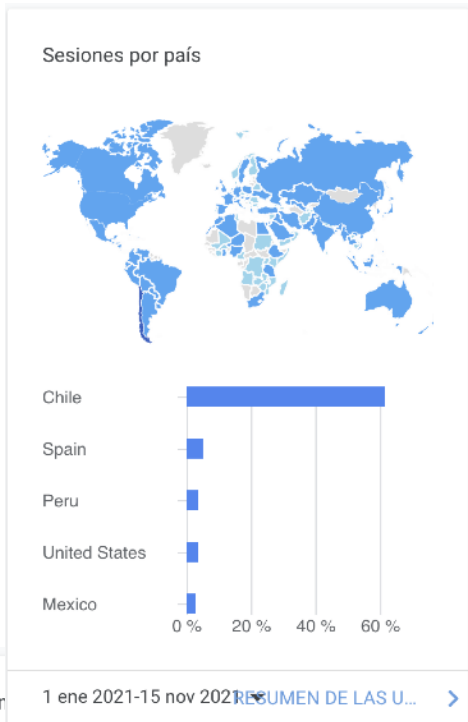 Sesiones por país
Chile
Spain
Peru
United States
Mexico
0 % 20 % 40 % 60 %
1 ene 2021-15 nov 2021 RESUMEN DE LAS U...